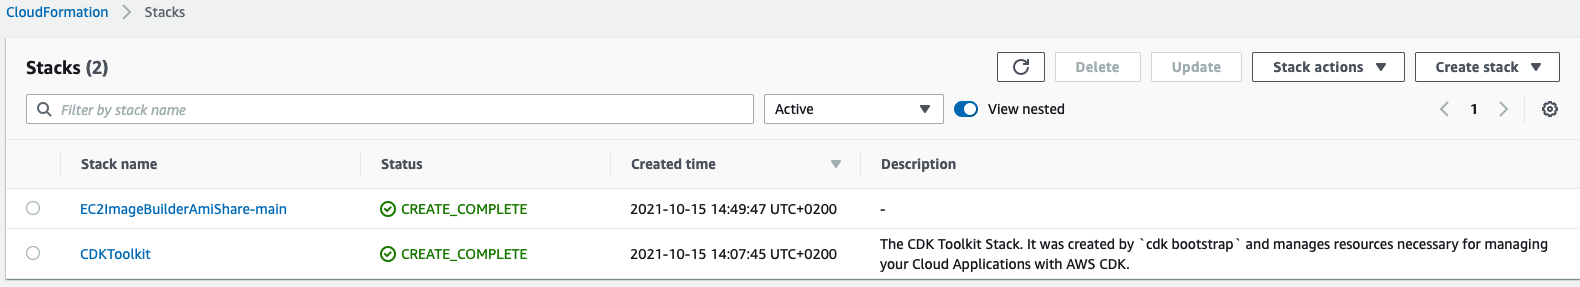 CloudFormation > Stacks
Stacks (2)
Delete
Update
Stack actions
Create stack
Filter by stack name
Active
View nested
1
Stack name Status Created time Description
EC2ImageBuilderAmiShare-main CREATE_COMPLETE 2021-10-15 14:49:47 UTC+0200 -
CDKToolkit CREATE_COMPLETE 2021-10-15 14:07:45 UTC+0200 The CDK Toolkit Stack. It was created by `cdk bootstrap` and manages resources necessary for managing
your Cloud Applications with AWS CDK.